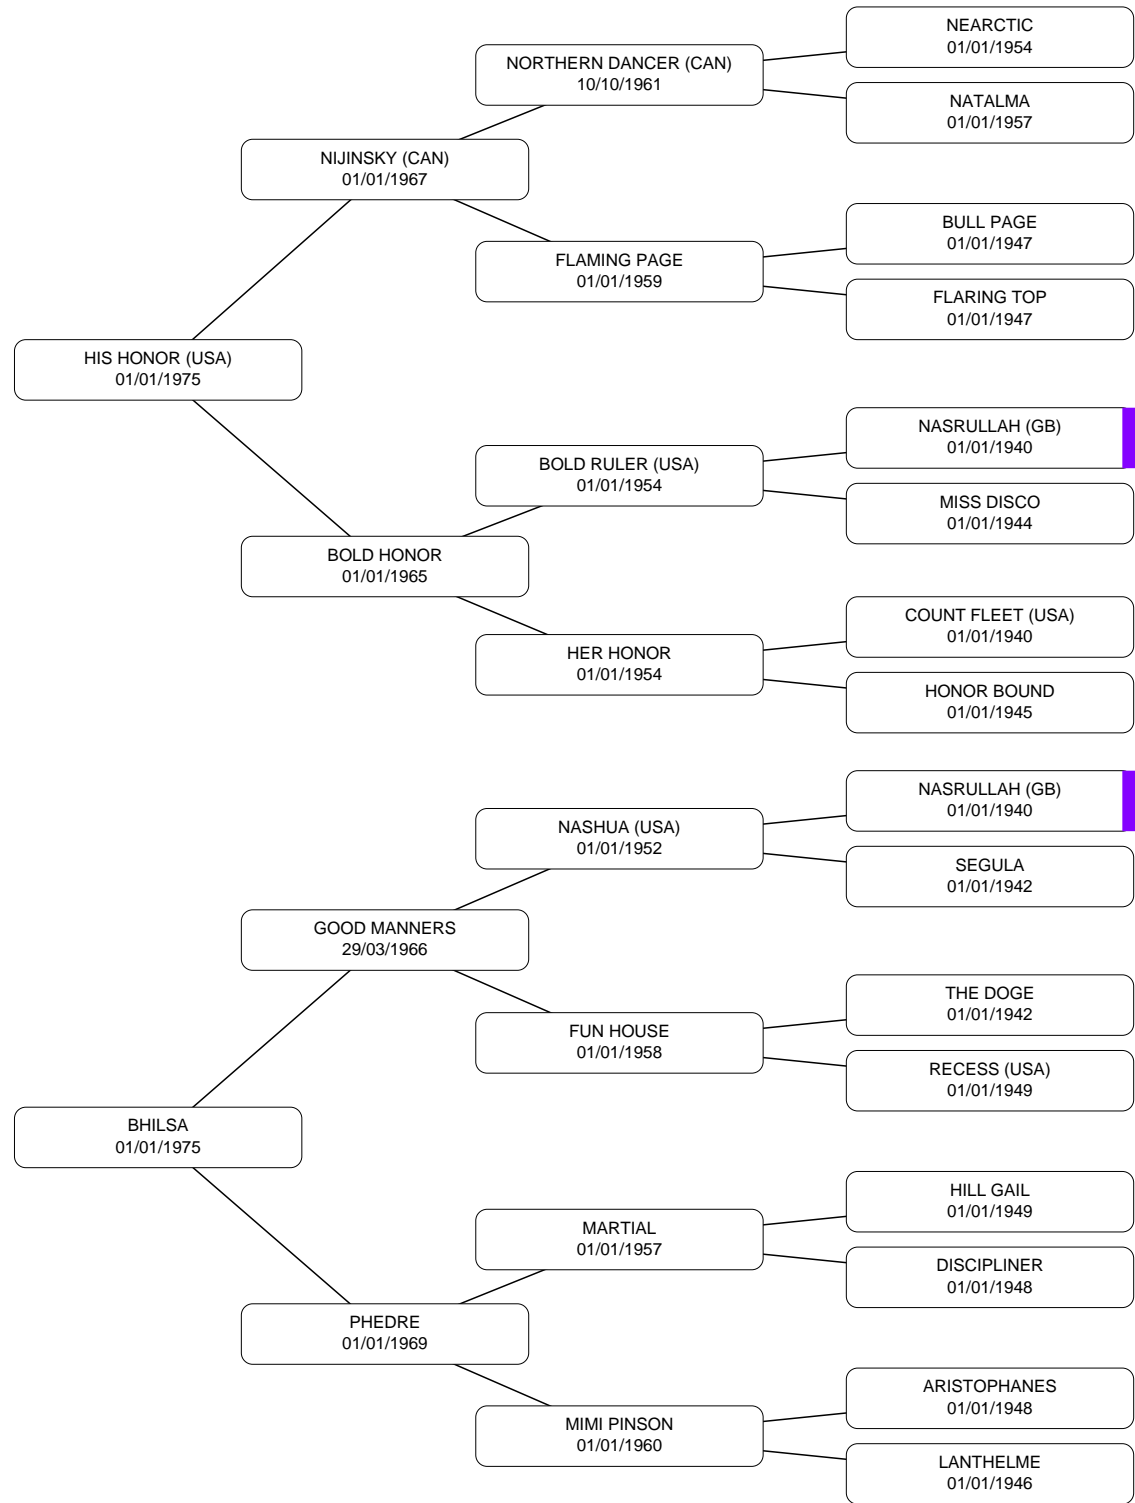 NEARCTIC
01/01/1954
NORTHERN DANCER (CAN)
10/10/1961
NATALMA
01/01/1957
NIJINSKY (CAN)
01/01/1967
BULL PAGE
01/01/1947
FLAMING PAGE
01/01/1959
FLARING TOP
01/01/1947
HIS HONOR (USA)
01/01/1975
NASRULLAH (GB)
01/01/1940
BOLD RULER (USA)
01/01/1954
MISS DISCO
01/01/1944
BOLD HONOR
01/01/1965
COUNT FLEET (USA)
01/01/1940
HER HONOR
01/01/1954
HONOR BOUND
01/01/1945
NASRULLAH (GB)
01/01/1940
NASHUA (USA)
01/01/1952
SEGULA
01/01/1942
GOOD MANNERS
29/03/1966
THE DOGE
01/01/1942
FUN HOUSE
01/01/1958
RECESS (USA)
01/01/1949
BHILSA
01/01/1975
HILL GAIL
01/01/1949
MARTIAL
01/01/1957
DISCIPLINER
01/01/1948
PHEDRE
01/01/1969
ARISTOPHANES
01/01/1948
MIMI PINSON
01/01/1960
LANTHELME
01/01/1946